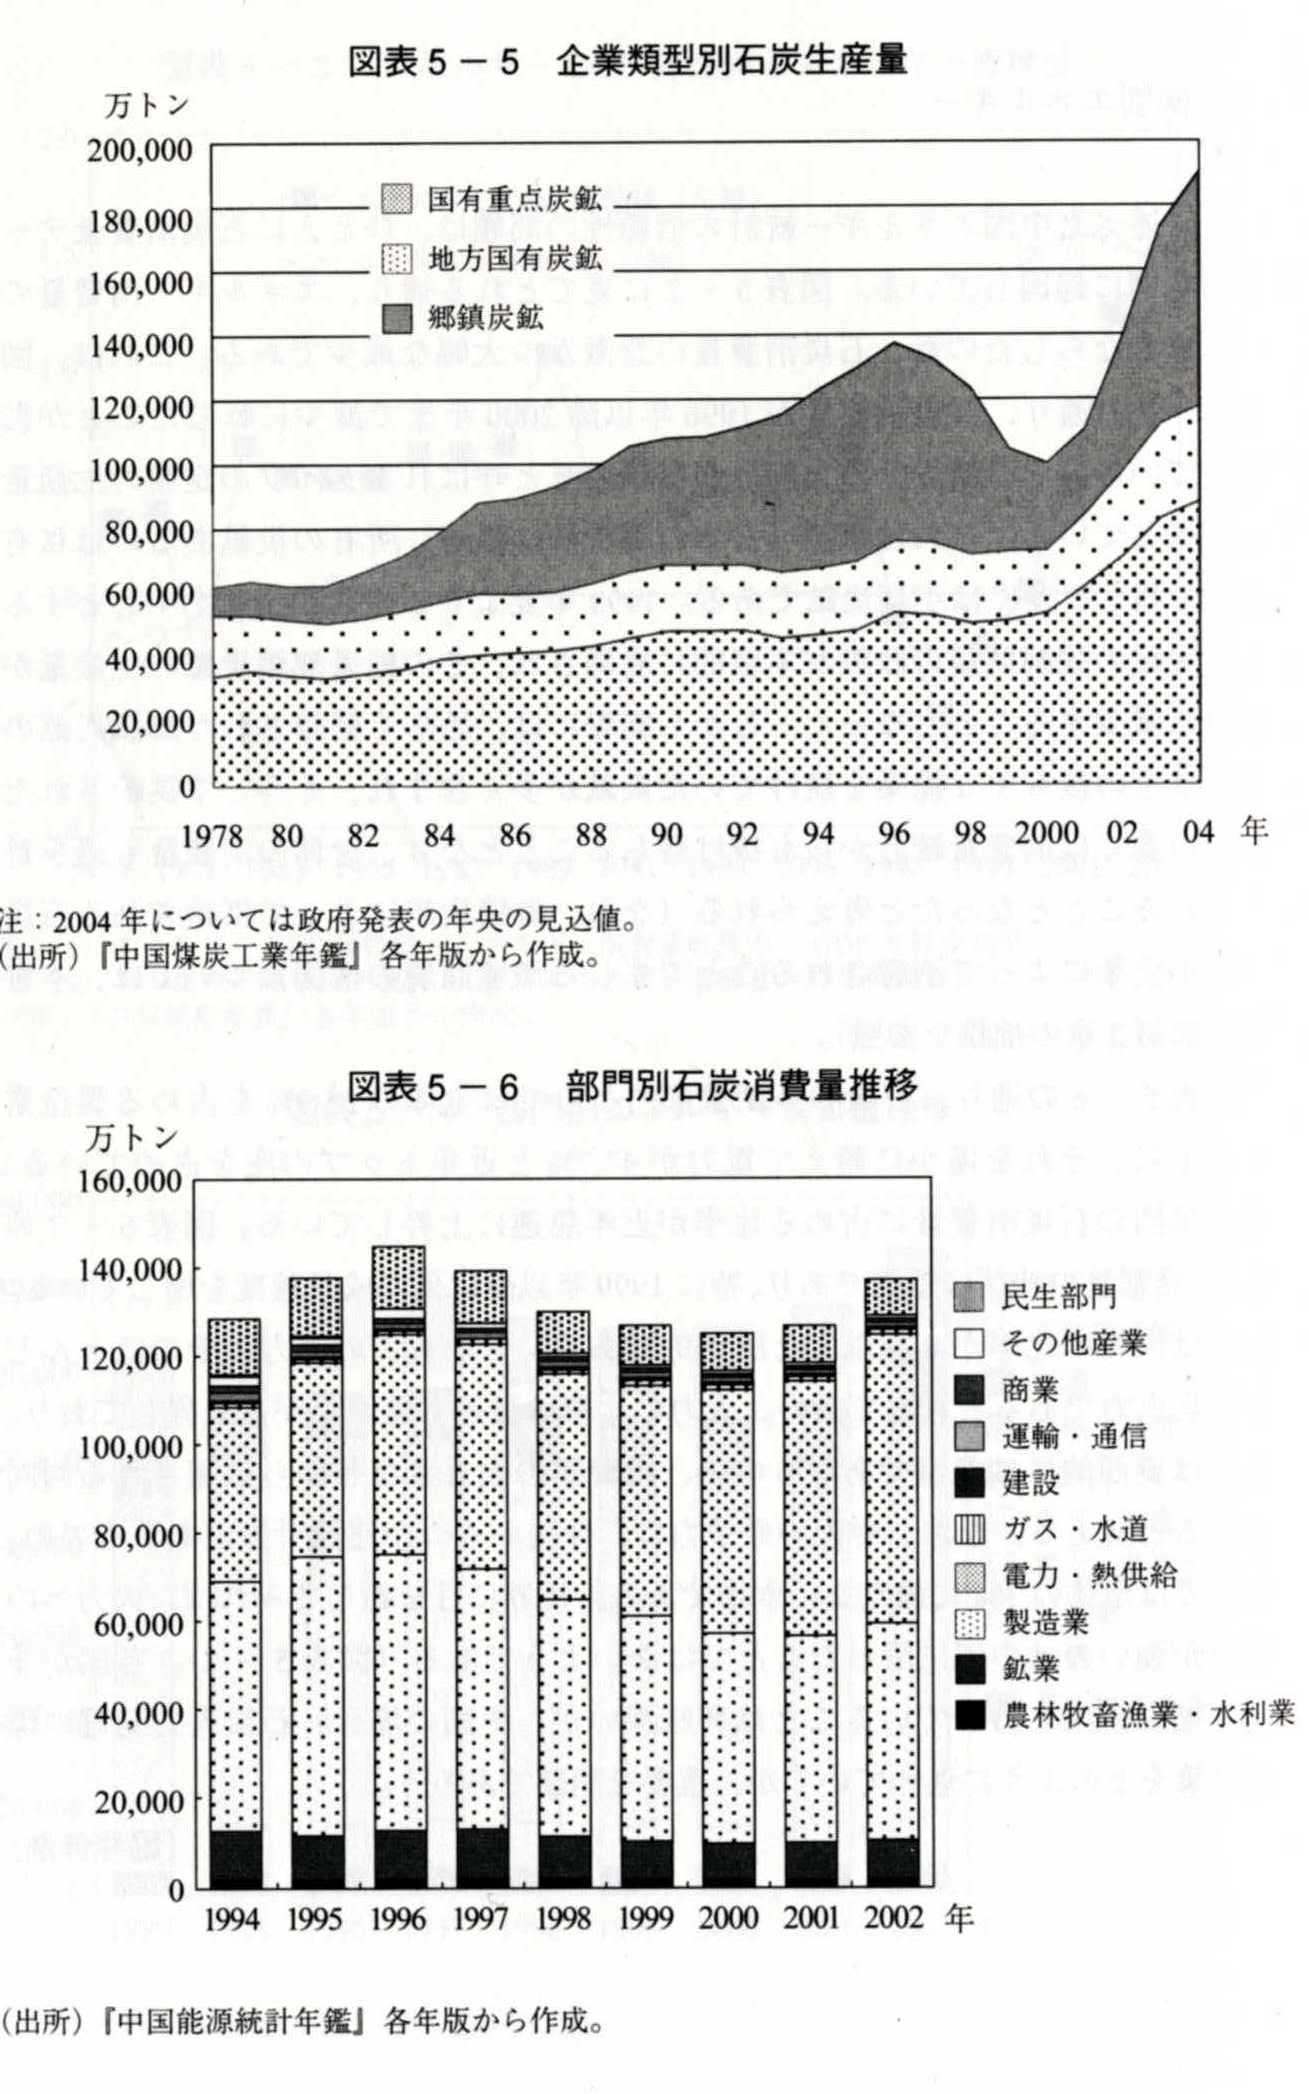 図表5－5　企業類型別石炭生産量
万トン
200,000
180,000
160,000
140,000
120,000
100,000
80,000
60,000
40,000
20,000
0
国有重点炭鉱
地方国有炭鉱
郷鎮炭鉱
1978 80 82 84 86 88 90 92 94 96 98 2000 02 04 年
注：2004年については政府発表の年央の見込値。
（出所）『中国煤炭工業年鑑』各年版から作成。
図表5－6　部門別石炭消費量推移
万トン
160,000
140,000
120,000
100,000
80,000
60,000
40,000
20,000
0
民生部門
その他産業
商業
運輸・通信
建設
ガス・水道
電力・熱供給
製造業
鉱業
農林牧畜漁業・水利業
1994 1995 1996 1997 1998 1999 2000 2001 2002 年
（出所）『中国能源統計年鑑』各年版から作成。